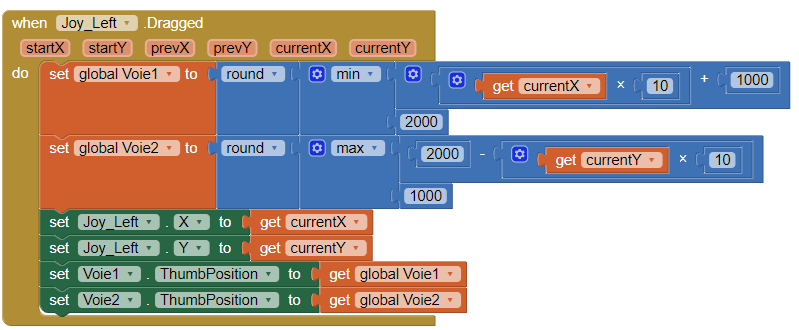 when Joy_Left .Dragged
startX startY prevX prevY currentX currentY
do set global Voie1 to round min get currentX × 10 + 1000
2000
set global Voie2 to round max 2000 - get currentY × 10
1000
set Joy_Left . X to get currentX
set Joy_Left . Y to get currentY
set Voie1 . ThumbPosition to get global Voie1
set Voie2 . ThumbPosition to get global Voie2